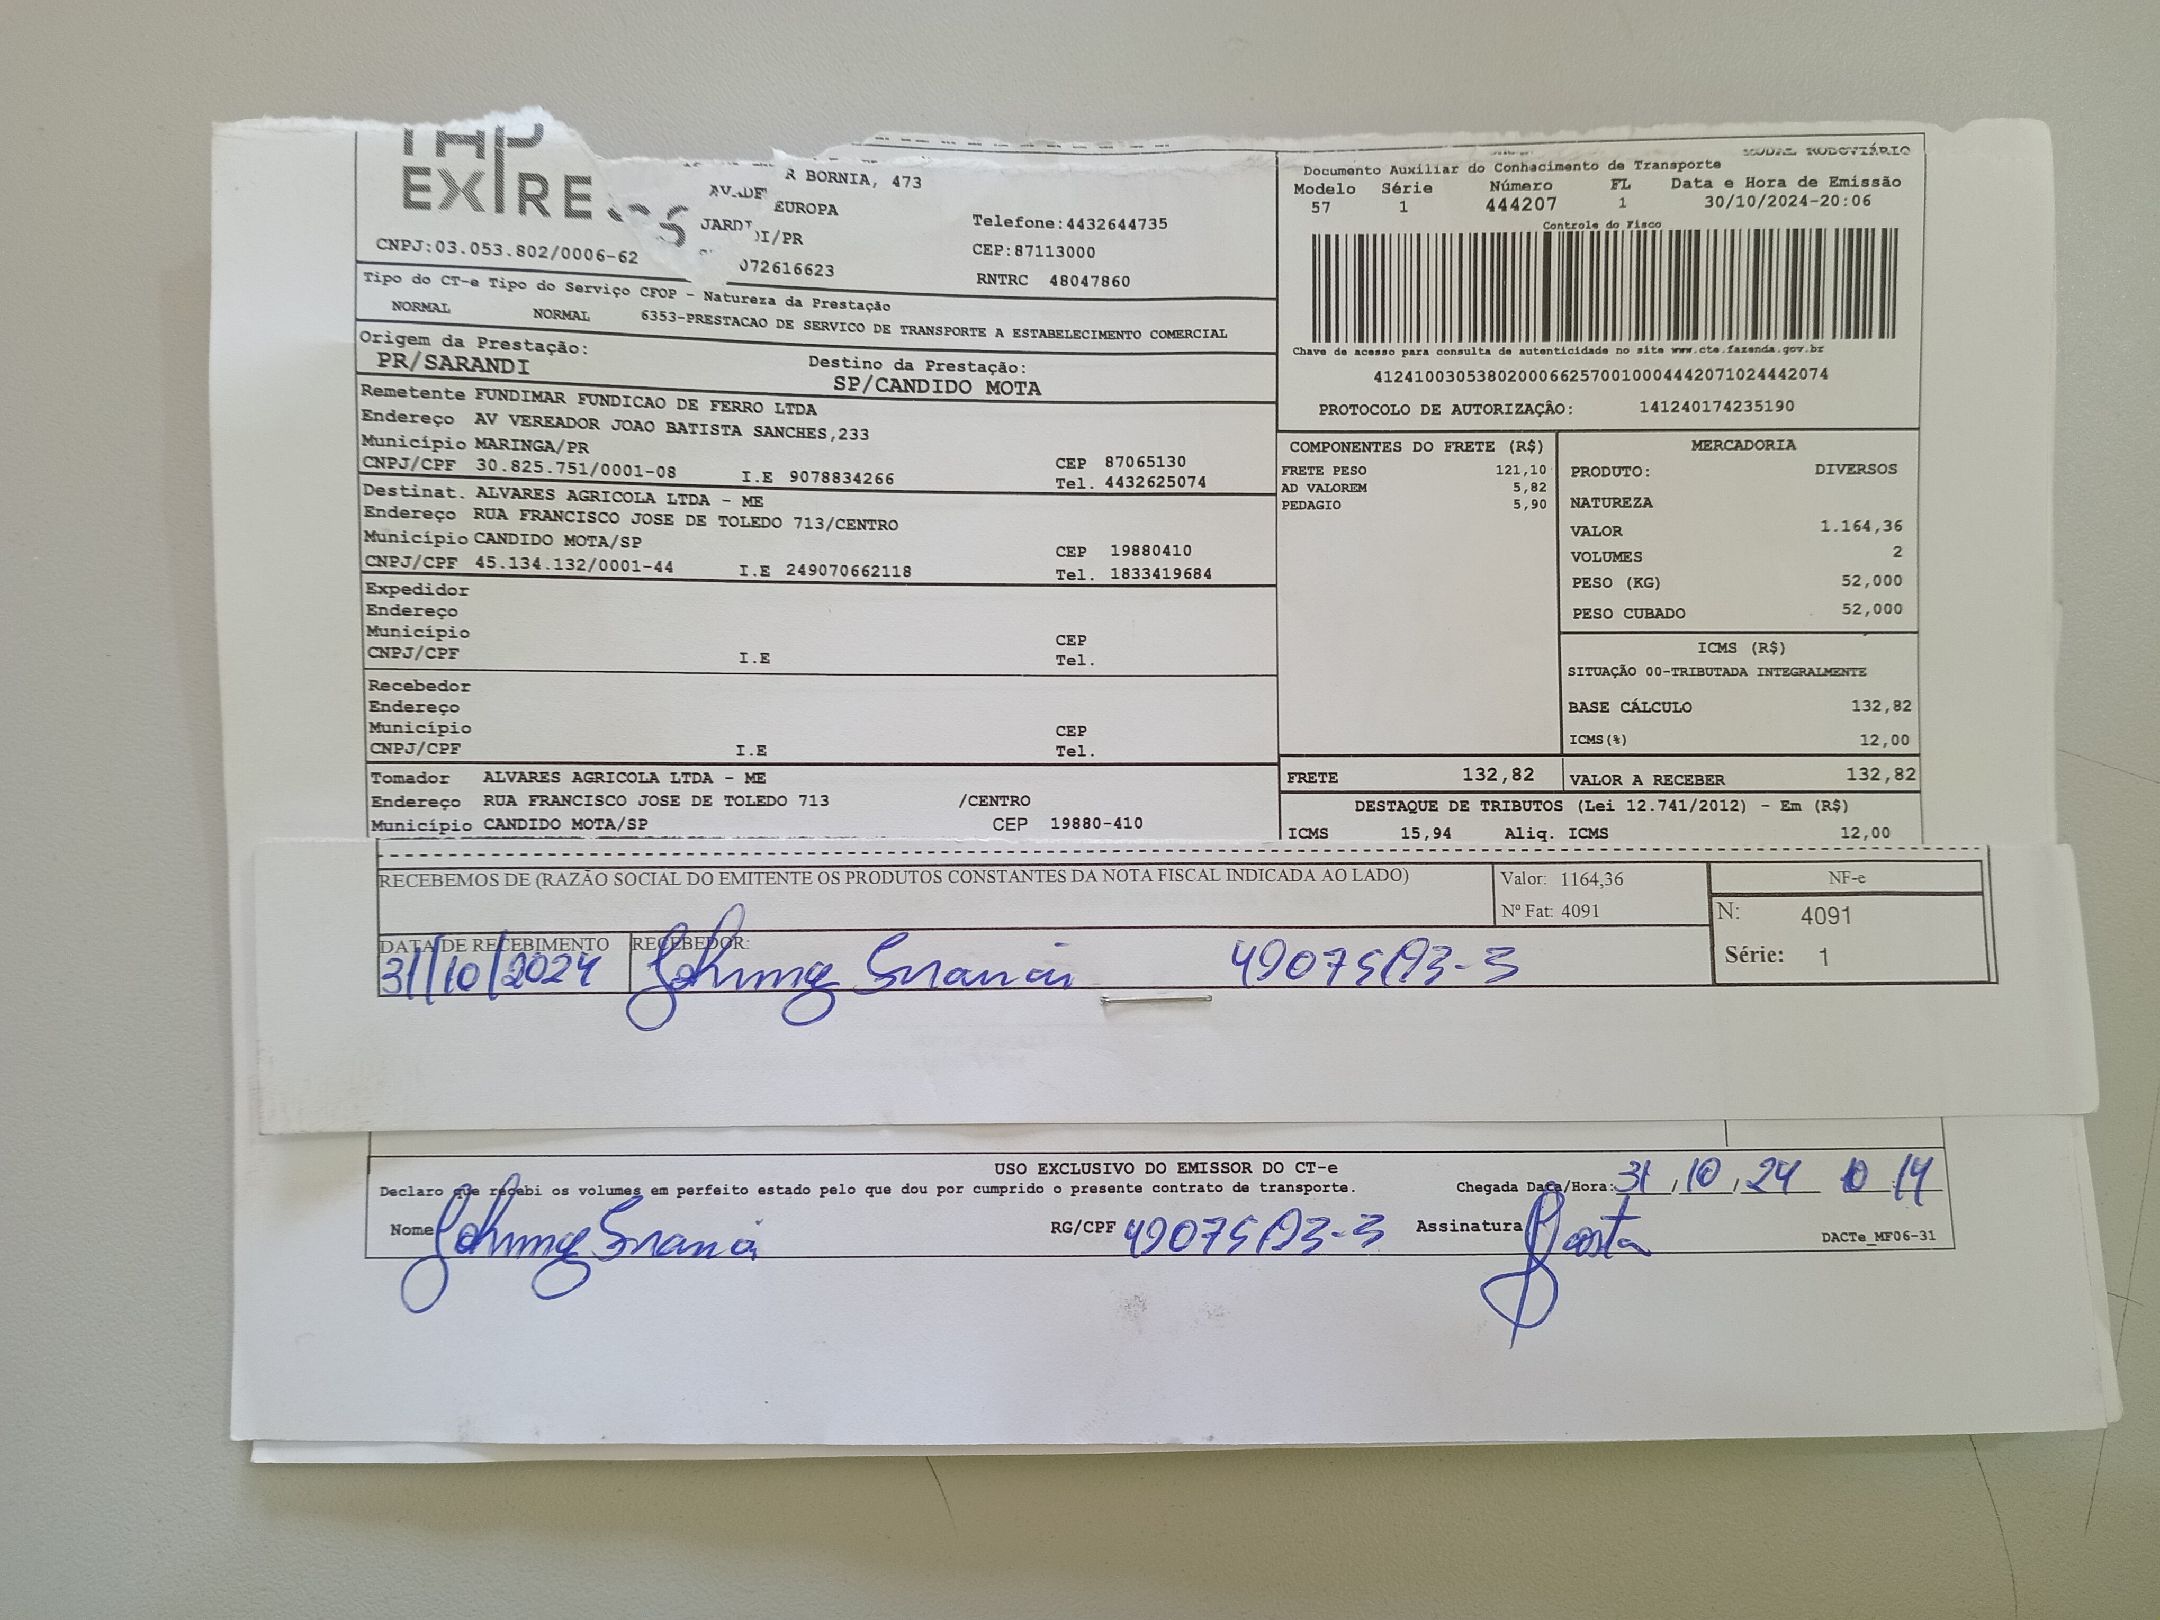 EXPRESS
R BORNIA, 473
EUROPA
Telefone:4432644735
CEP:87113000
CNPJ:03.053.802/0006-62
072616623
RNTRC 48047860
Tipo do CT-e Tipo do Serviço CFOP - Natureza da Prestação
NORMAL NORMAL 6353-PRESTACAO DE SERVICO DE TRANSPORTE A ESTABELECIMENTO COMERCIAL
Origem da Prestação: Destino da Prestação:
PR/SARANDI SP/CANDIDO MOTA
Remetente FUNDIMAR FUNDICAO DE FERRO LTDA
Endereço AV VEREADOR JOAO BATISTA SANCHES,233
Município MARINGA/PR CEP 87065130
CNPJ/CPF 30.825.751/0001-08 I.E 9078834266 Tel. 4432625074
Destinat. ALVARES AGRICOLA LTDA - ME
Endereço RUA FRANCISCO JOSE DE TOLEDO 713/CENTRO
Município CANDIDO MOTA/SP CEP 19880410
CNPJ/CPF 45.134.132/0001-44 I.E 249070662118 Tel. 1833419684
Expedidor
Endereço
Município CEP
CNPJ/CPF I.E Tel.
Recebedor
Endereço
Município CEP
CNPJ/CPF I.E Tel.
Tomador ALVARES AGRICOLA LTDA - ME
Endereço RUA FRANCISCO JOSE DE TOLEDO 713 /CENTRO
Município CANDIDO MOTA/SP CEP 19880-410
MODAL RODOVIÁRIO
Documento Auxiliar do Conhecimento de Transporte
Modelo Série Número FL Data e Hora de Emissão
57 1 444207 1 30/10/2024-20:06
Controle do Fisco
Chave de acesso para consulta de autenticidade no site www.cte.fazenda.gov.br
41241003053802000662570010004442071024442074
PROTOCOLO DE AUTORIZAÇÃO: 141240174235190
COMPONENTES DO FRETE (R$)
FRETE PESO 121,10
AD VALOREM 5,82
PEDAGIO 5,90
MERCADORIA
PRODUTO: DIVERSOS
NATUREZA
VALOR 1.164,36
VOLUMES 2
PESO (KG) 52,000
PESO CUBADO 52,000
ICMS (R$)
SITUAÇÃO 00-TRIBUTADA INTEGRALMENTE
BASE CÁLCULO 132,82
ICMS(%) 12,00
FRETE 132,82 VALOR A RECEBER 132,82
DESTAQUE DE TRIBUTOS (Lei 12.741/2012) - Em (R$)
ICMS 15,94 Aliq. ICMS 12,00
RECEBEMOS DE (RAZÃO SOCIAL DO EMITENTE OS PRODUTOS CONSTANTES DA NOTA FISCAL INDICADA AO LADO)
Valor: 1164,36
Nº Fat: 4091
NF-e
N: 4091
Série: 1
DATA DE RECEBIMENTO RECEBEDOR:
31/10/2024
USO EXCLUSIVO DO EMISSOR DO CT-e
Declaro que recebi os volumes em perfeito estado pelo que dou por cumprido o presente contrato de transporte. Chegada Data/Hora: 31/10/24
Nome RG/CPF Assinatura
DACTe_MF06-31